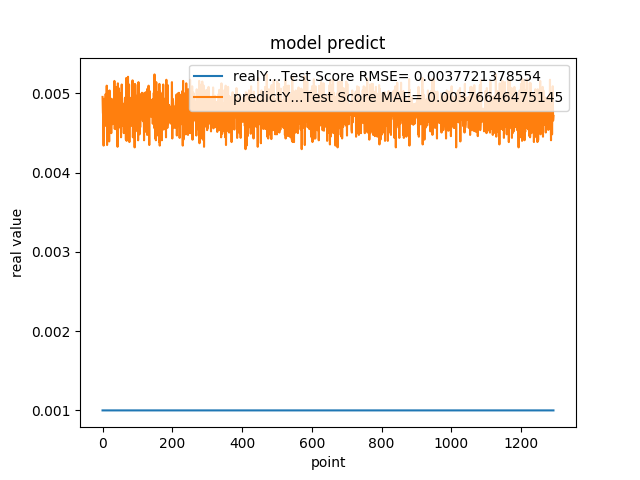 model predict
realY...Test Score RMSE= 0.0037721378554
predictY...Test Score MAE= 0.00376646475145
0.005
0.004
0.003
0.002
0.001
real value
0 200 400 600 800 1000 1200
point